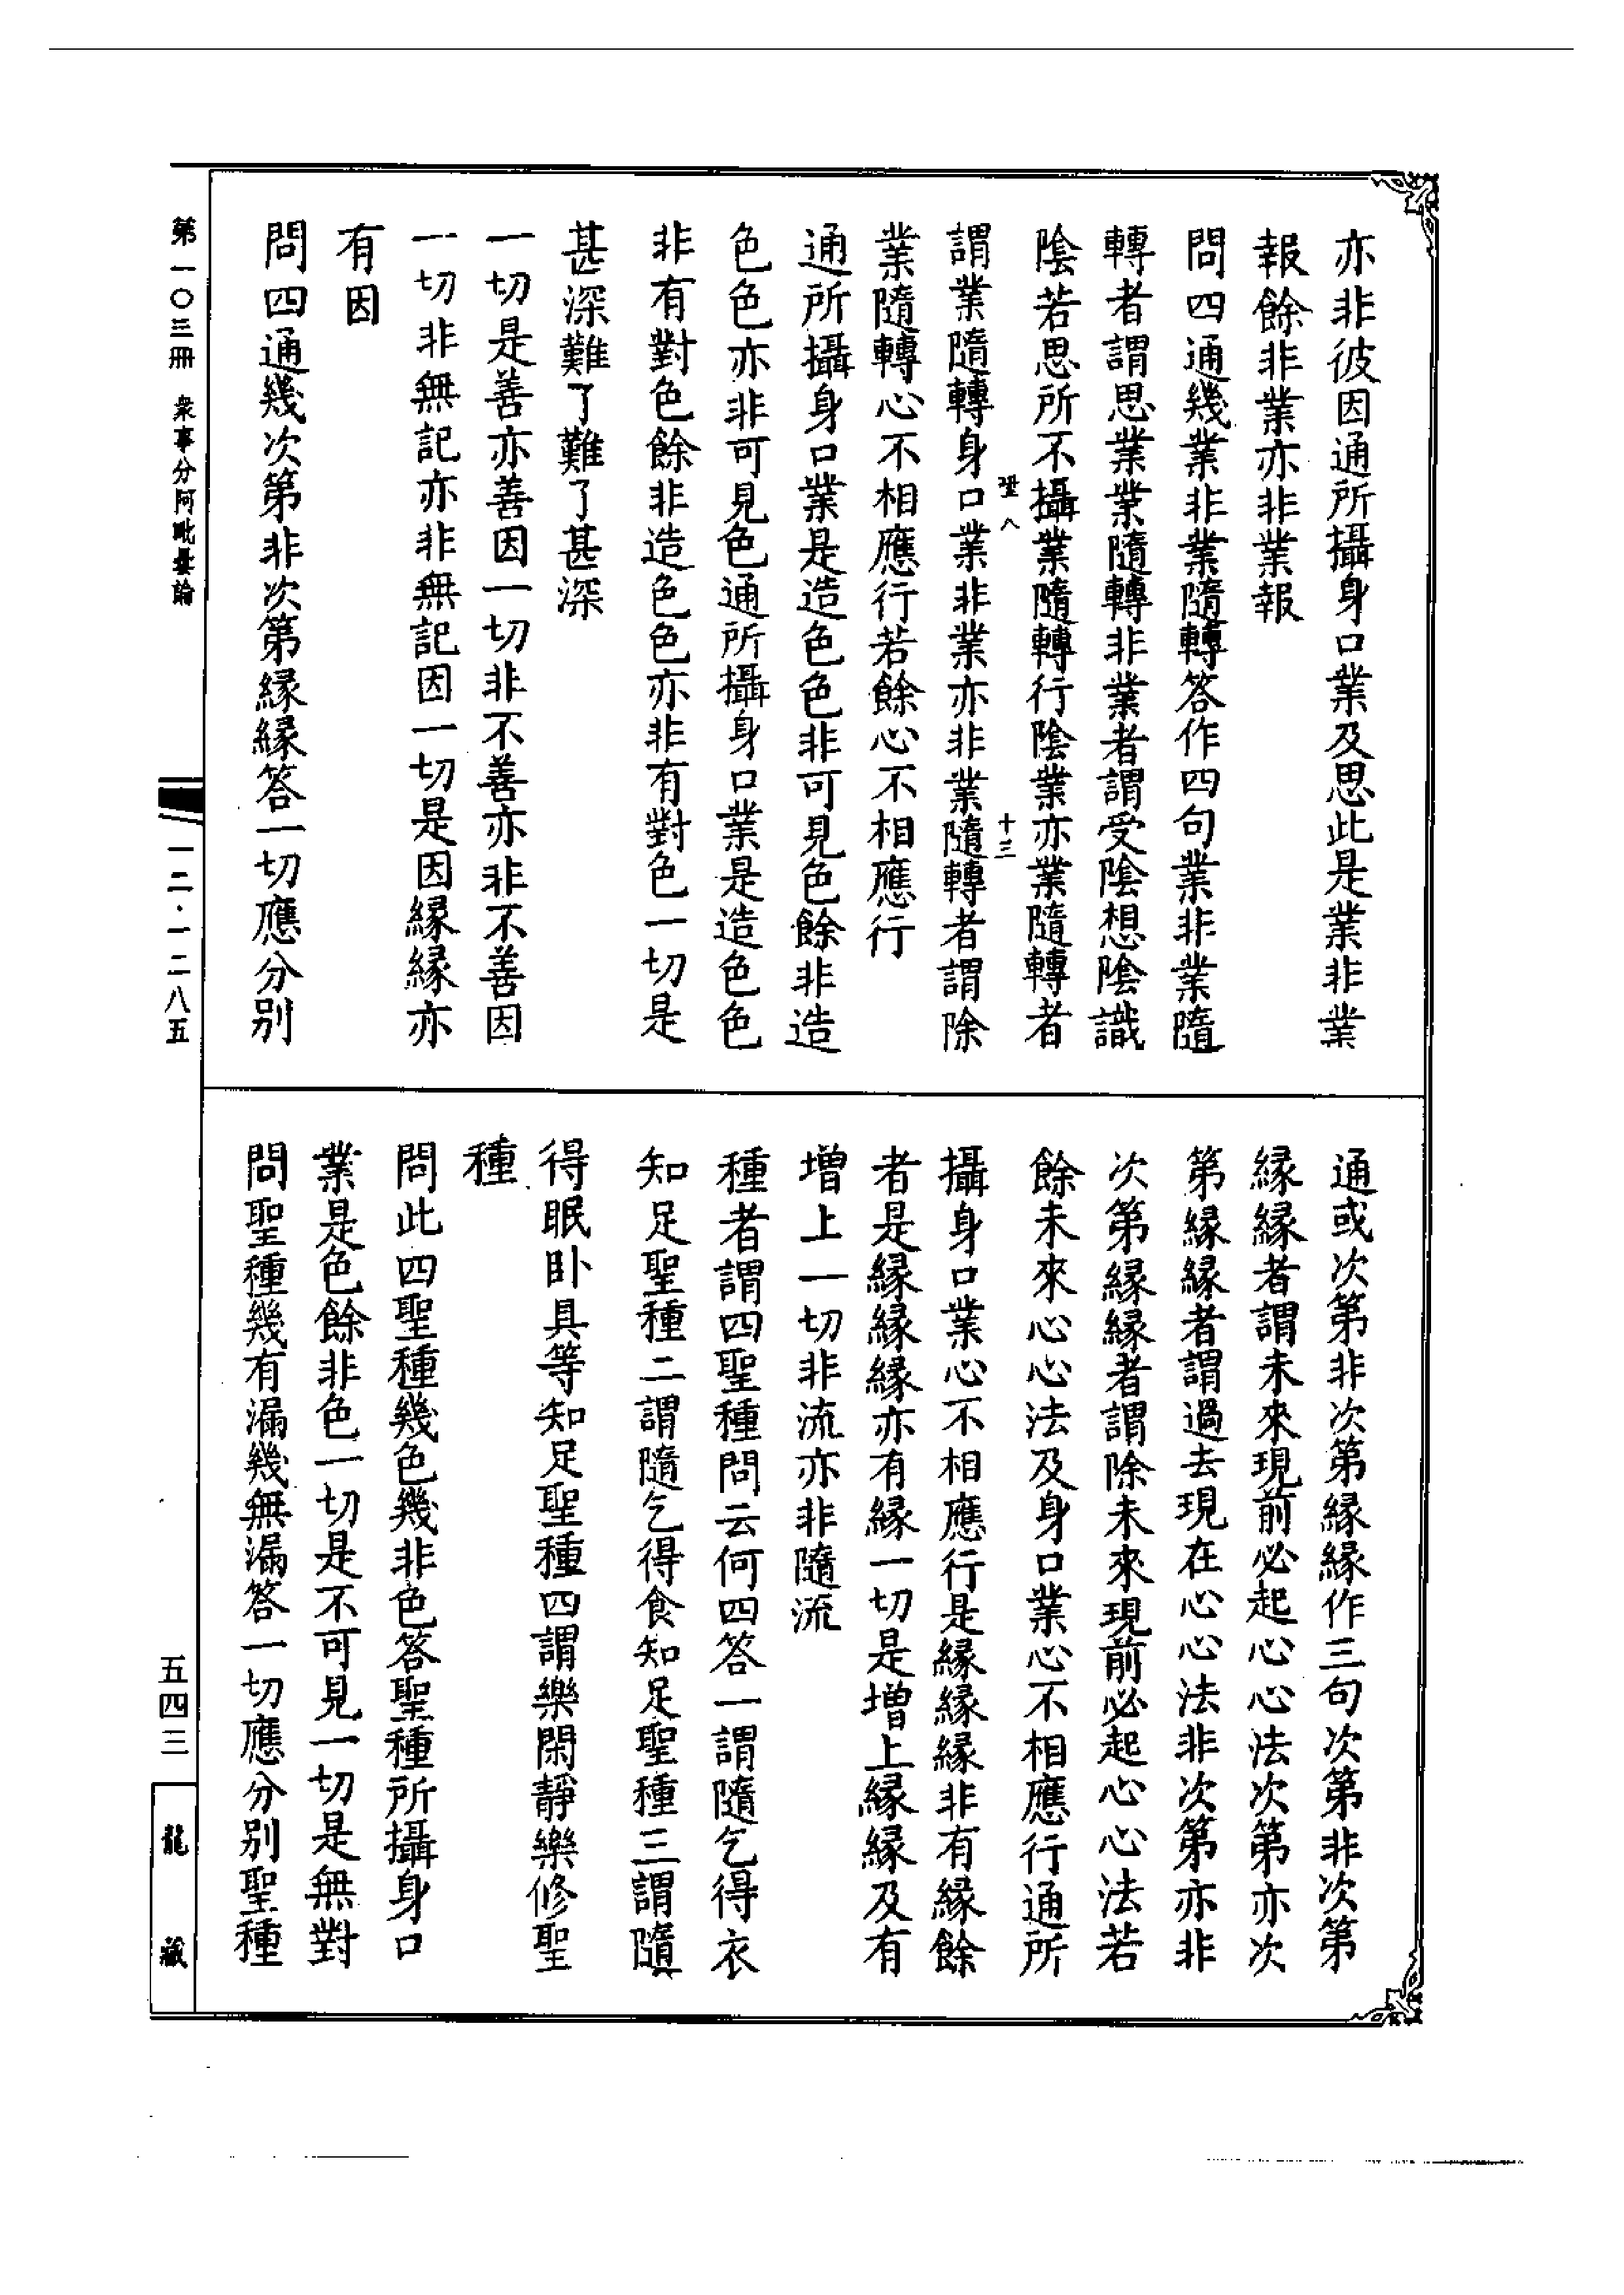 亦非彼因通所攝身口業及思此是業非業
報餘非業亦非業報
問四通幾業非業隨轉答作四句業非業隨
轉者謂思業業隨轉非業者謂受陰想陰識
陰若思所不攝業隨轉行陰業亦業隨轉者
謂業隨轉身口業非業亦非業隨轉者謂除
業隨轉心不相應行若餘心不相應行
通所攝身口業是造色色非可見色餘非造
色色亦非可見色通所攝身口業是造色色
非有對色餘非造色色亦非有對色一切是
甚深難了難了甚深
一切是善亦善因一切非不善亦非不善因
一切非無記亦非無記因一切是因緣緣亦
有因
問四通幾次第非次第緣緣答一切應分別
通或次第非次第緣緣作三句次第非次第
緣緣者謂未來現前必起心心法次第亦次
第緣緣者謂過去現在心心法非次第亦非
次第緣緣者謂除未來現前必起心心法若
餘未來心心法及身口業心不相應行通所
攝身口業心不相應行是緣緣緣非有緣餘
者是緣緣緣亦有緣一切是增上緣緣及有
增上一切非流亦非隨流
種者謂四聖種問云何四答一謂隨乞得衣
知足聖種二謂隨乞得食知足聖種三謂隨
得眠臥具等知足聖種四謂樂閑靜樂修聖
種
問此四聖種幾色幾非色答聖種所攝身口
業是色餘非色一切是不可見一切是無對
問聖種幾有漏幾無漏答一切應分別聖種
八
十三
第一〇三冊 衆事分阿毗曇論
一二·一二八五
五四三
龍藏